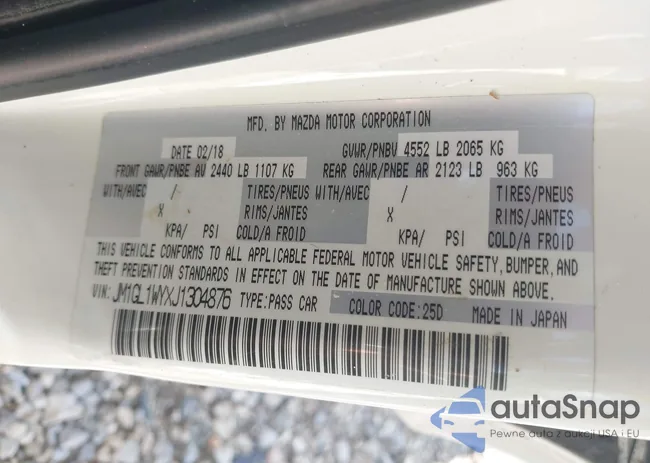 MFD. BY MAZDA MOTOR CORPORATION
DATE 02/18 GVWR/PNBV 4552 LB 2065 KG
FRONT GAWR/PNBE AV 2440 LB 1107 KG REAR GAWR/PNBE AR 2123 LB 963 KG
WITH/AVEC / TIRES/PNEUS WITH/AVEC / TIRES/PNEUS
X RIMS/JANTES X RIMS/JANTES
KPA/ PSI COLD/A FROID KPA/ PSI COLD/A FROID
THIS VEHICLE CONFORMS TO ALL APPLICABLE FEDERAL MOTOR VEHICLE SAFETY, BUMPER, AND
THEFT PREVENTION STANDARDS IN EFFECT ON THE DATE OF MANUFACTURE SHOWN ABOVE.
VIN: JM1GL1WYXJ1304876 TYPE:PASS CAR COLOR CODE:25D MADE IN JAPAN
autaSnap
Pewne auta z aukcji USA i EU